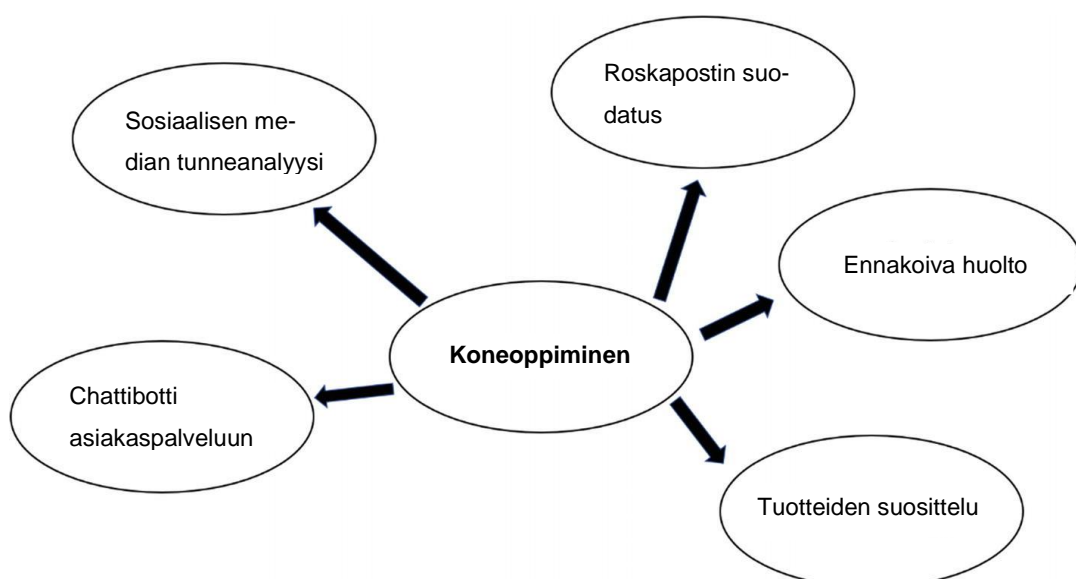 Roskapostin suo-
datus
Sosiaalisen me-
dian tunneanalyysi
Ennakoiva huolto
Koneoppiminen
Chattibotti
asiakaspalveluun
Tuotteiden suosittelu